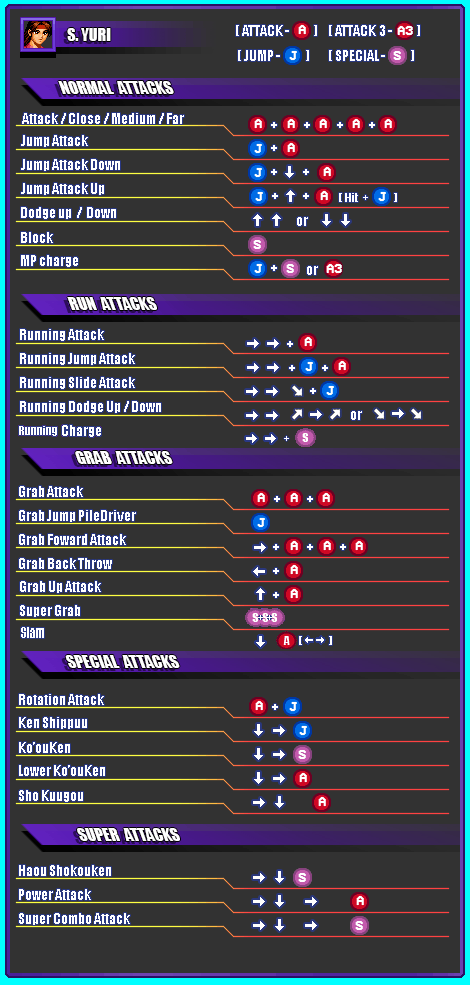 S. YURI
[ ATTACK - A ] [ ATTACK 3 - A3 ]
[ JUMP - J ] [ SPECIAL - S ]
NORMAL ATTACKS
Attack / Close / Medium / Far A + A + A + A + A
Jump Attack J + A
Jump Attack Down J + ↓ + A
Jump Attack Up J + ↑ + A [ Hit + J ]
Dodge up / Down ↑ ↑ or ↓ ↓
Block S
MP charge J + S or A3
RUN ATTACKS
Running Attack → → + A
Running Jump Attack → → + J + A
Running Slide Attack → → ↘ + J
Running Dodge Up / Down → → ↗ → ↗ or ↘ → ↘
Running Charge → → + S
GRAB ATTACKS
Grab Attack A + A + A
Grab Jump PileDriver J
Grab Foward Attack → + A + A + A
Grab Back Throw ← + A
Grab Up Attack ↑ + A
Super Grab S+S+S
Slam ↓ A [ ← → ]
SPECIAL ATTACKS
Rotation Attack A + J
Ken Shippuu ↓ → J
Ko'ouKen ↓ → S
Lower Ko'ouKen ↓ → A
Sho Kuugou → ↓ A
SUPER ATTACKS
Haou Shokouken → ↓ S
Power Attack → ↓ → A
Super Combo Attack → ↓ → S